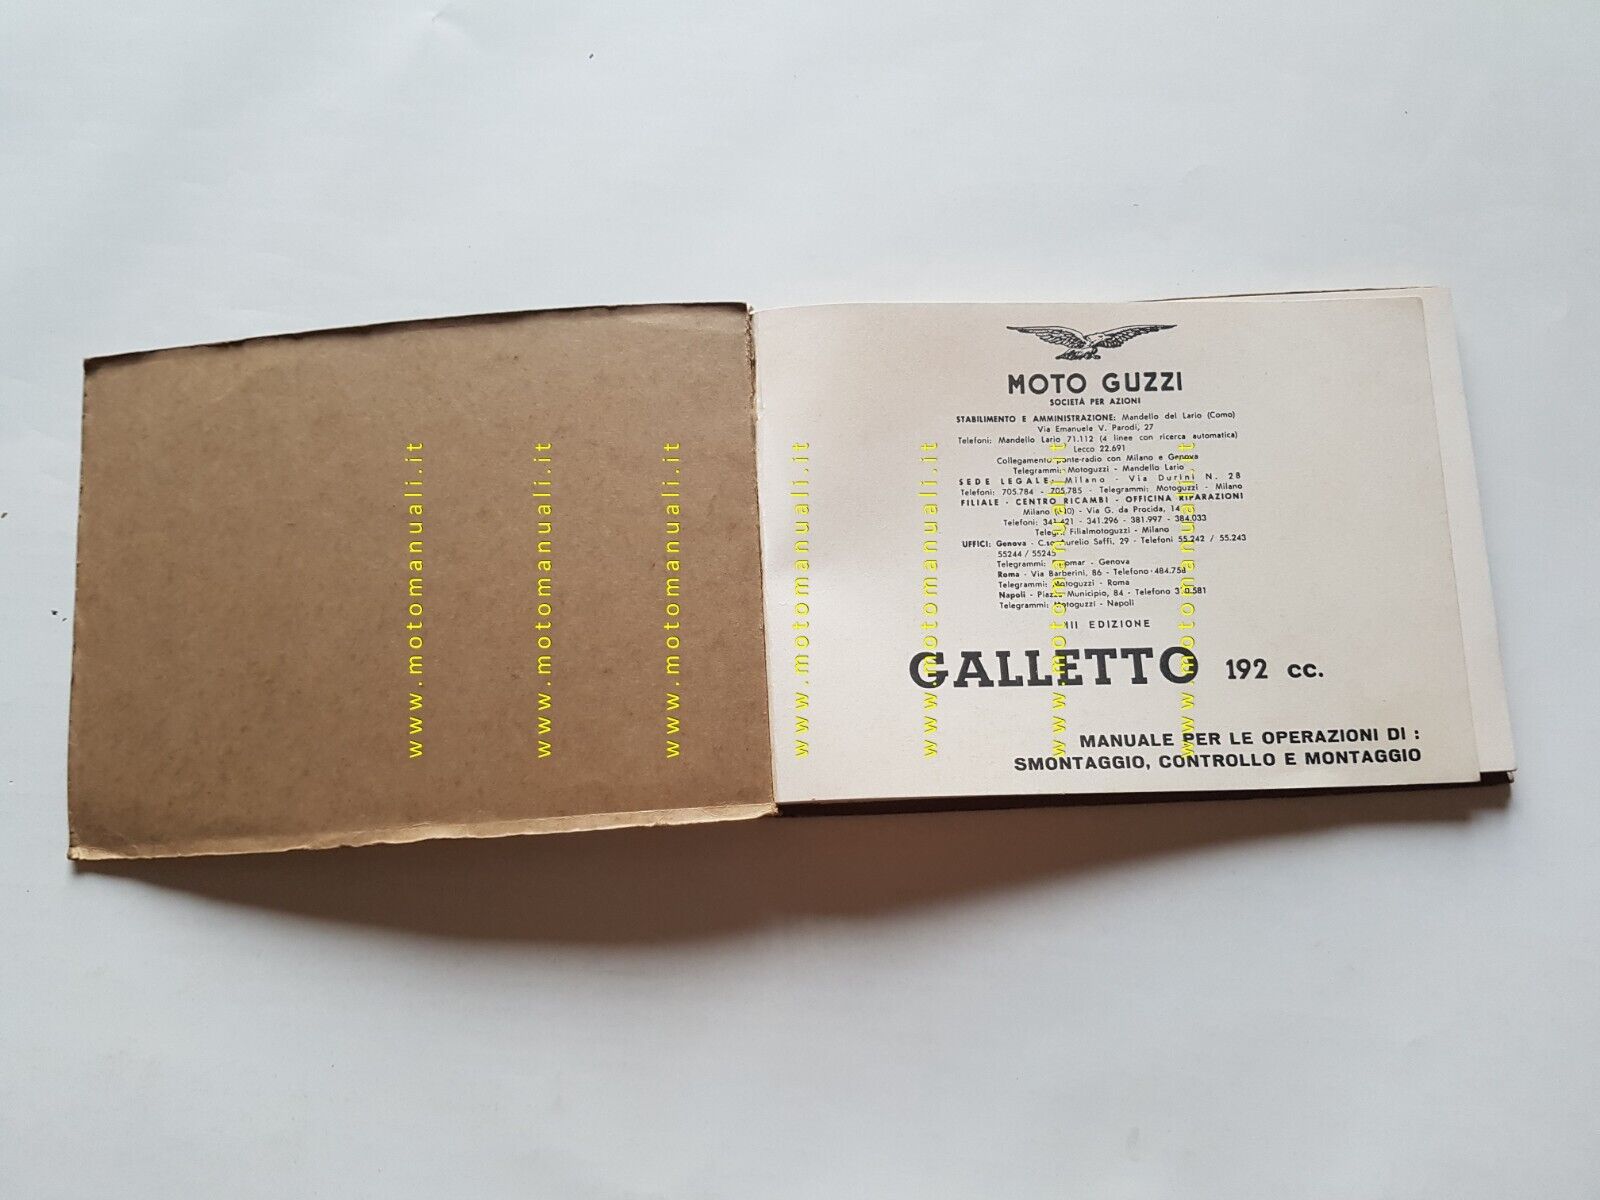 MOTO GUZZI
SOCIETÀ PER AZIONI
STABILIMENTO E AMMINISTRAZIONE: Mandello del Lario (Como)
Via Emanuele V. Parodi, 27
Telefoni: Mandello Lario 71.112 (4 linee con ricerca automatica)
Lecco 22.691
Collegamento ponte-radio con Milano e Genova
Telegrammi: Motoguzzi - Mandello Lario
SEDE LEGALE: Milano - Via Durini N. 28
Telefoni: 705.784 - 705.785 - Telegrammi: Motoguzzi - Milano
FILIALE - CENTRO RICAMBI - OFFICINA RIPARAZIONI
Milano - Via G. da Procida, 14
Telefoni: 341.421 - 341.296 - 381.997 - 384.033
Telegr. Filialmotoguzzi - Milano
UFFICI: Genova - C.so Aurelio Saffi, 29 - Telefoni 55.242 / 55.243
55244 / 55245
Telegrammi: - Genova
Roma - Via Barberini, 86 - Telefono 484.758
Telegrammi: Motoguzzi - Roma
Napoli - Piazza Municipio, 84 - Telefono
Telegrammi: Motoguzzi - Napoli
EDIZIONE
GALLETTO 192 cc.
MANUALE PER LE OPERAZIONI DI :
SMONTAGGIO, CONTROLLO E MONTAGGIO
www.motomanuali.it
www.motomanuali.it
www.motomanuali.it
www.motomanuali.it
www.motomanuali.it
www.motomanuali.it
www.motomanuali.it